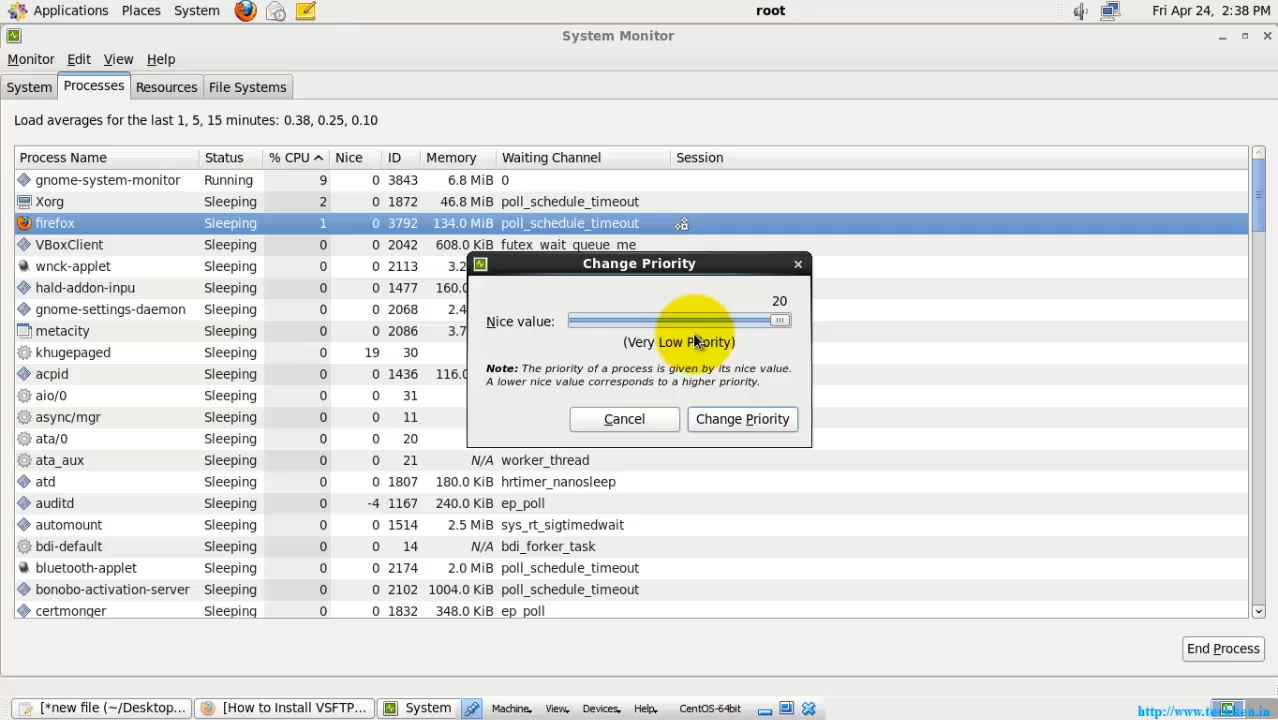 Applications Places System root Fri Apr 24, 2:38 PM
System Monitor
Monitor Edit View Help
System Processes Resources File Systems
Load averages for the last 1, 5, 15 minutes: 0.38, 0.25, 0.10
Process Name Status % CPU Nice ID Memory Waiting Channel Session
gnome-system-monitor Running 9 0 3843 6.8 MiB 0
Xorg Sleeping 2 0 1872 46.8 MiB poll_schedule_timeout
firefox Sleeping 1 0 3792 134.0 MiB poll_schedule_timeout
VBoxClient Sleeping 0 0 2042 608.0 KiB futex_wait_queue_me
wnck-applet Sleeping 0 0 2113 3.2
hald-addon-inpu Sleeping 0 0 1477 160.0
gnome-settings-daemon Sleeping 0 0 2068 2.4
metacity Sleeping 0 0 2086 3.7
khugepaged Sleeping 0 19 30
acpid Sleeping 0 0 1436 116.0
aio/0 Sleeping 0 0 31
async/mgr Sleeping 0 0 11
ata/0 Sleeping 0 0 20
ata_aux Sleeping 0 0 21 N/A worker_thread
atd Sleeping 0 0 1807 180.0 KiB hrtimer_nanosleep
auditd Sleeping 0 -4 1167 240.0 KiB ep_poll
automount Sleeping 0 0 1514 2.5 MiB sys_rt_sigtimedwait
bdi-default Sleeping 0 0 14 N/A bdi_forker_task
bluetooth-applet Sleeping 0 0 2174 2.0 MiB poll_schedule_timeout
bonobo-activation-server Sleeping 0 0 2102 1004.0 KiB poll_schedule_timeout
certmonger Sleeping 0 0 1832 348.0 KiB ep_poll
Change Priority
20
Nice value:
(Very Low Priority)
Note: The priority of a process is given by its nice value.
A lower nice value corresponds to a higher priority.
Cancel Change Priority
End Process
[*new file (~/Desktop... [How to Install VSFTP... System Machine View Devices Help CentOS-64bit